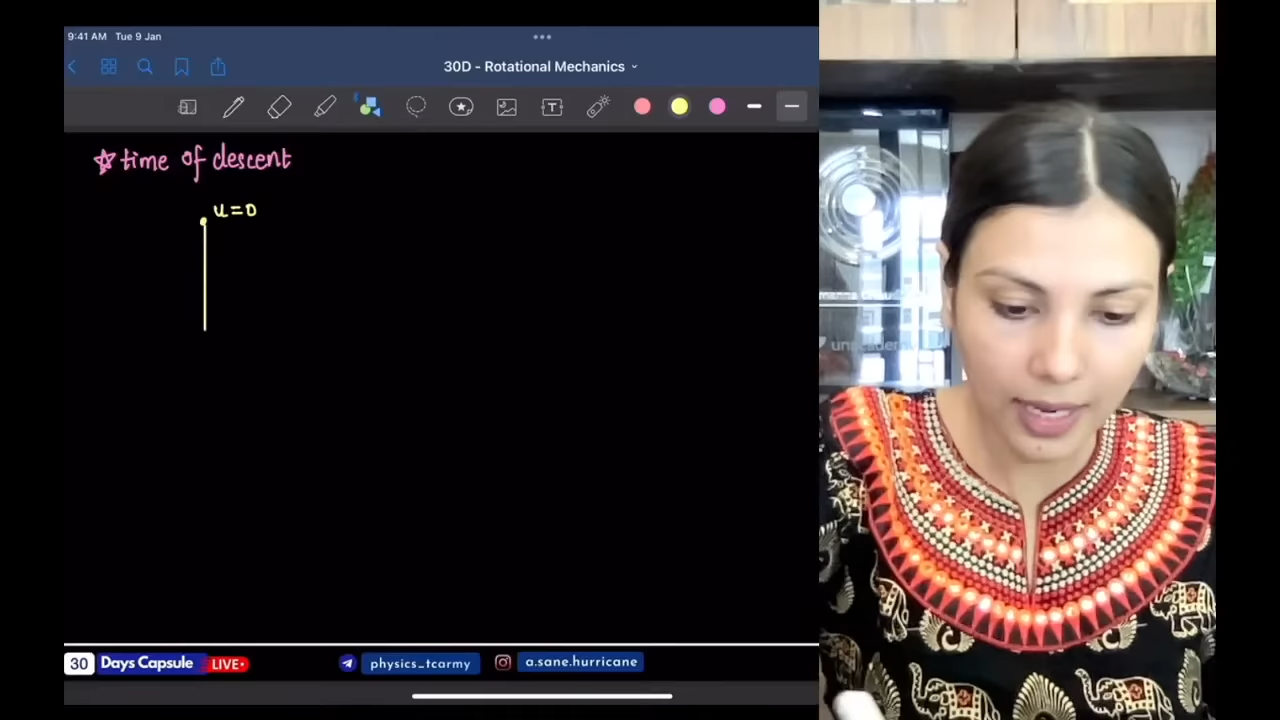 9:41 AM Tue 9 Jan
30D - Rotational Mechanics
☆ time of descent
u=0
30 Days Capsule LIVE
physics_tcarmy
a.sane.hurricane